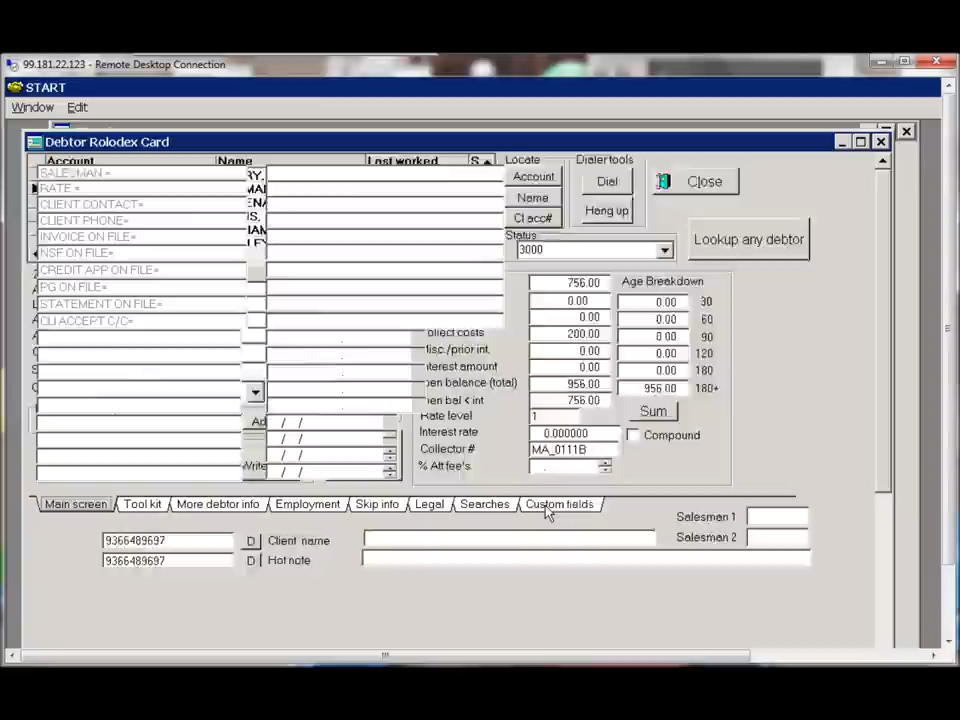 99.181.22.123 - Remote Desktop Connection
START
Window Edit
Debtor Rolodex Card
Account Name Last worked S
Locate Dialer tools
SALESMAN =
RATE =
CLIENT CONTACT=
CLIENT PHONE=
INVOICE ON FILE=
NSF ON FILE=
CREDIT APP ON FILE=
PG ON FILE=
STATEMENT ON FILE=
CLI ACCEPT C/C=
Account Dial Close
Name Hang up
Cl acc#
Status
3000
Lookup any debtor
756.00 Age Breakdown
0.00 0.00 30
0.00 0.00 60
200.00 0.00 90
Misc./prior int. 0.00 0.00 120
0.00 0.00 180
956.00 956.00 180+
756.00
Rate level 1 Sum
Interest rate 0.000000 Compound
Collector # MA_0111B
% Att fee's
Main screen Tool kit More debtor info Employment Skip info Legal Searches Custom fields
Salesman 1
9366489697 D Client name Salesman 2
9366489697 D Hot note